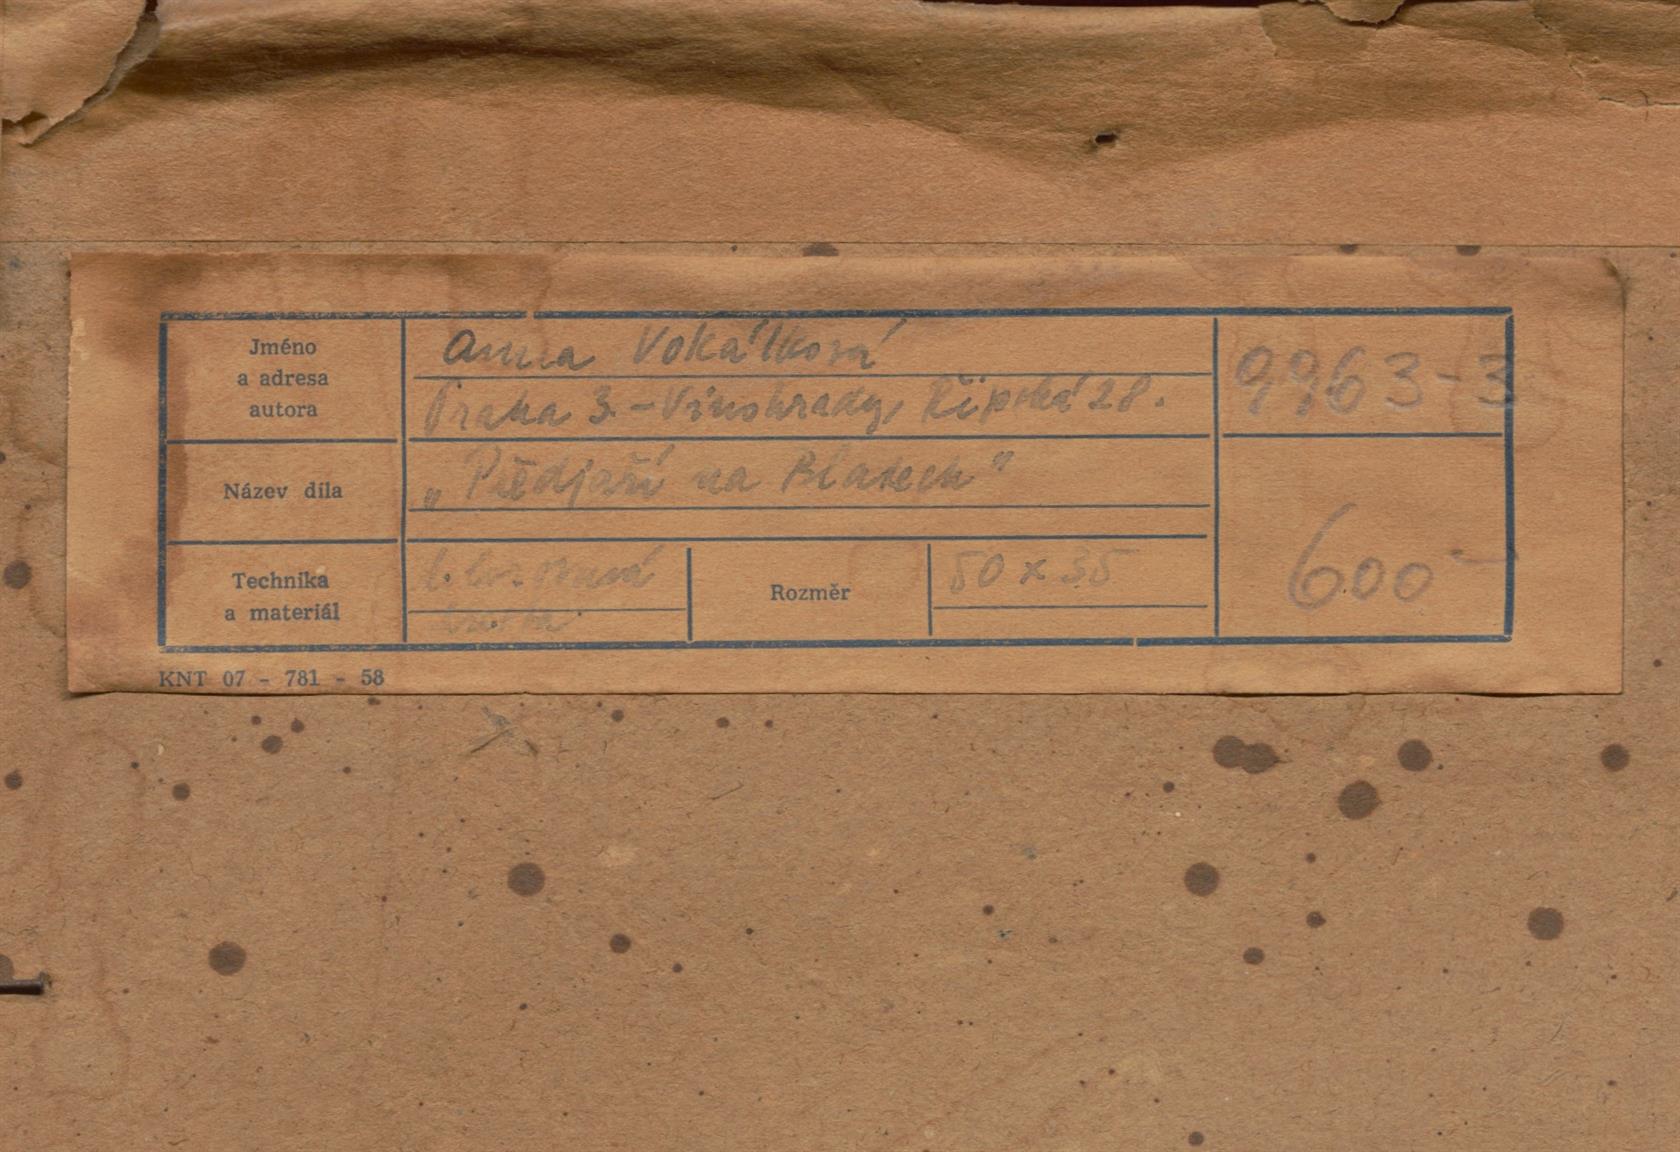 Jméno
a adresa
autora
Anna Vokálková
Praha 3. - Vinohrady, Řipská 28.
9963-3
Název díla
„Předjaří na Blatech"
Technika
a materiál
Rozměr
50 x 35
600 -
KNT 07 - 781 - 58